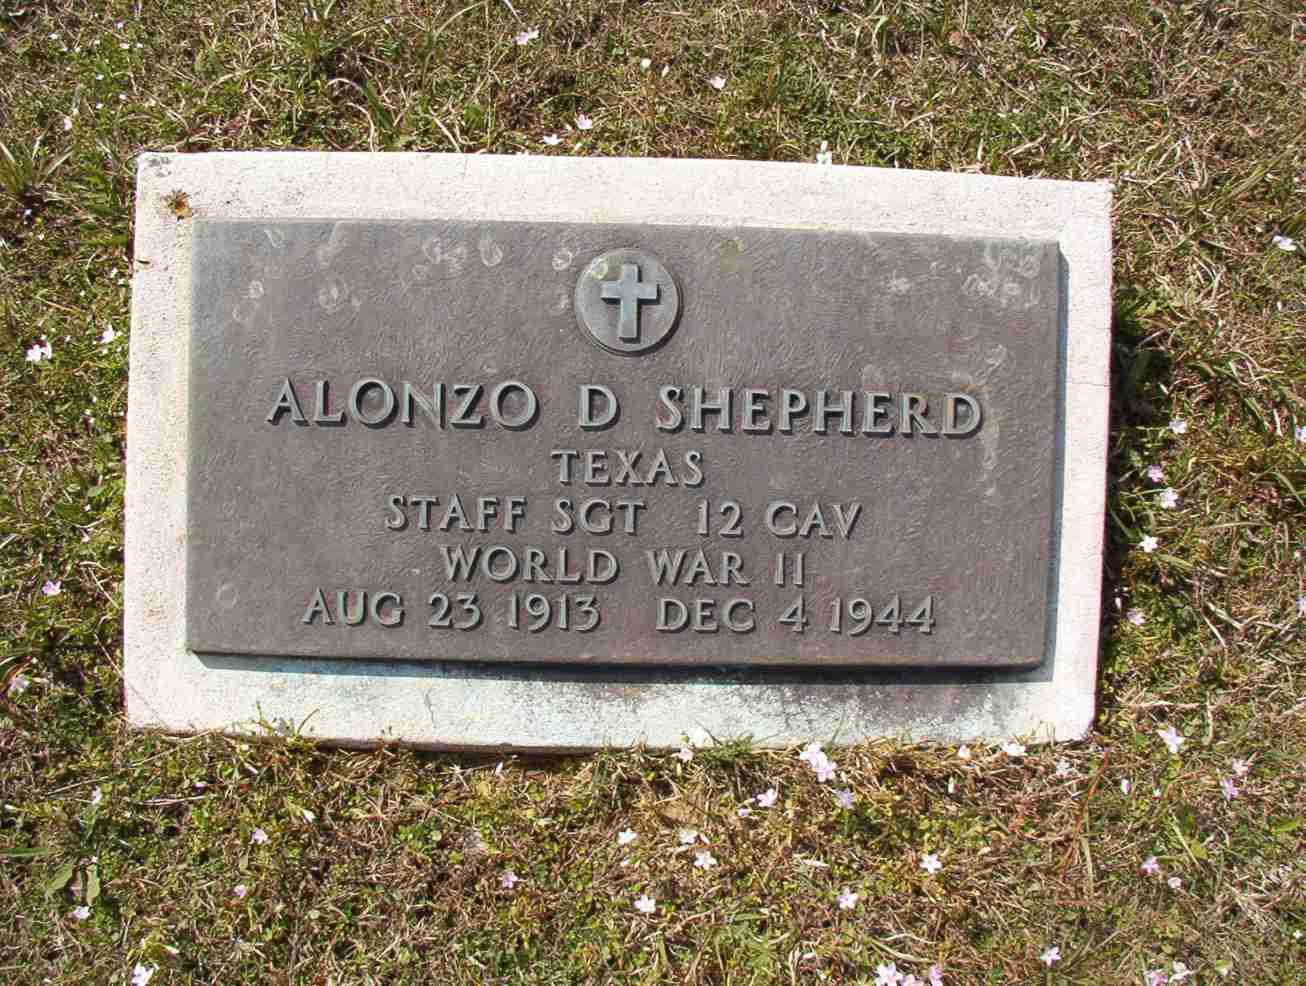 ALONZO D SHEPHERD
TEXAS
STAFF SGT 12 CAV
WORLD WAR II
AUG 23 1913 DEC 4 1944